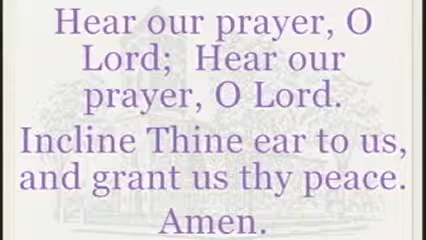 Hear our prayer, O
Lord;  Hear our
prayer, O Lord.
Incline Thine ear to us,
and grant us thy peace.
Amen.